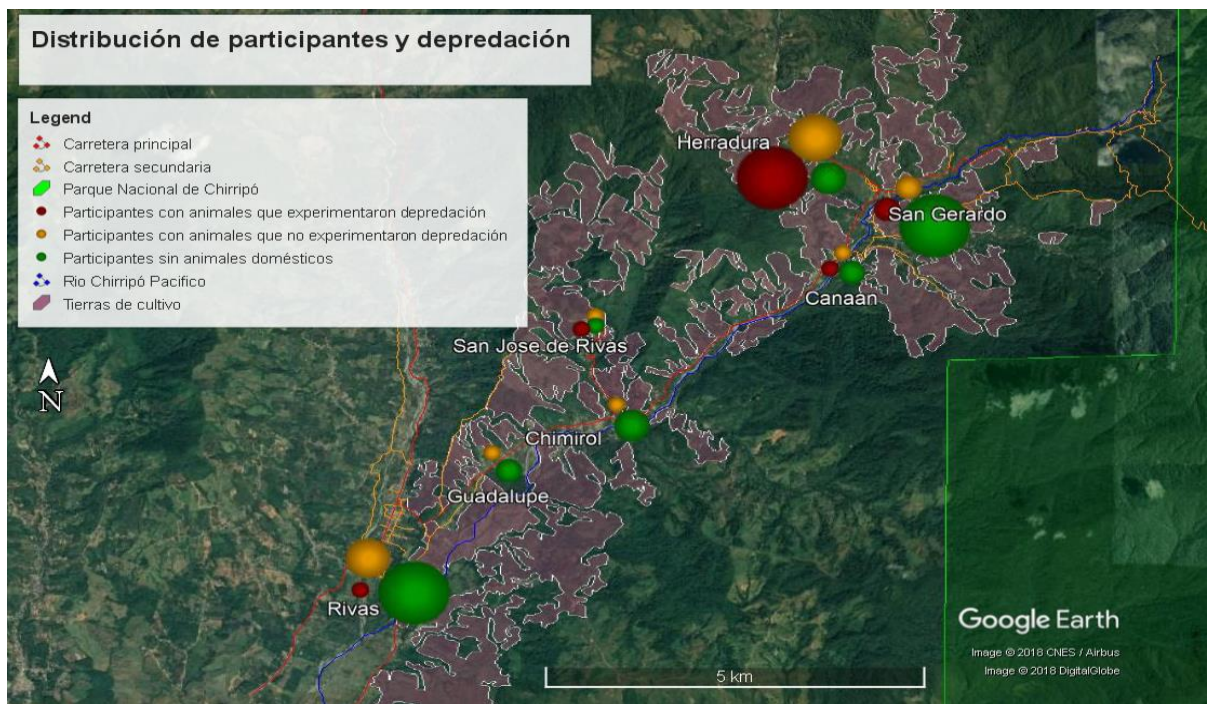 Distribución de participantes y depredación
Legend
Carretera principal
Carretera secundaria
Parque Nacional de Chirripó
Participantes con animales que experimentaron depredación
Participantes con animales que no experimentaron depredación
Participantes sin animales domésticos
Rio Chirripó Pacifico
Tierras de cultivo
Herradura
San Gerardo
Canaan
San Jose de Rivas
N
Chimirol
Guadalupe
Rivas
Google Earth
Image © 2018 CNES / Airbus
Image © 2018 DigitalGlobe
5 km